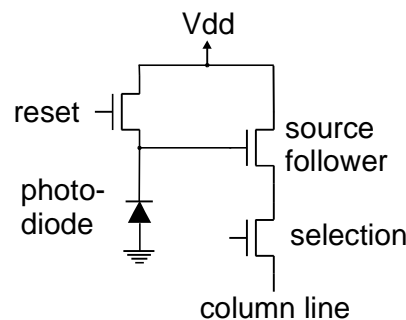 Vdd
reset
source
follower
photo-
diode
selection
column line